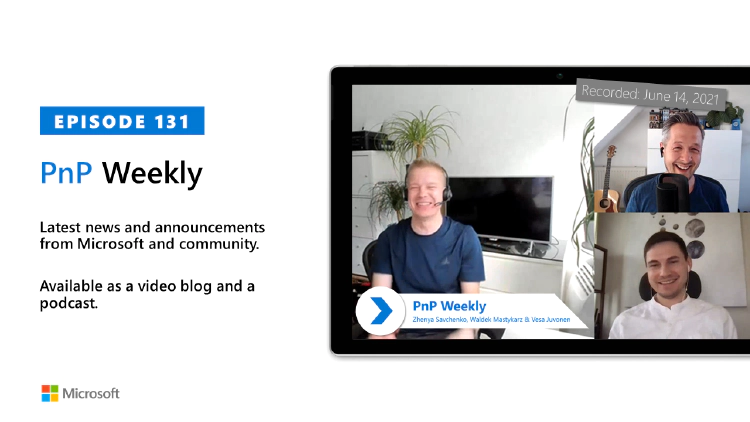 EPISODE 131
PnP Weekly
Latest news and announcements
from Microsoft and community.
Available as a video blog and a
podcast.
Microsoft
Recorded: June 14, 2021
PnP Weekly
Zhenya Savchenko, Waldek Mastykarz & Vesa Juvonen